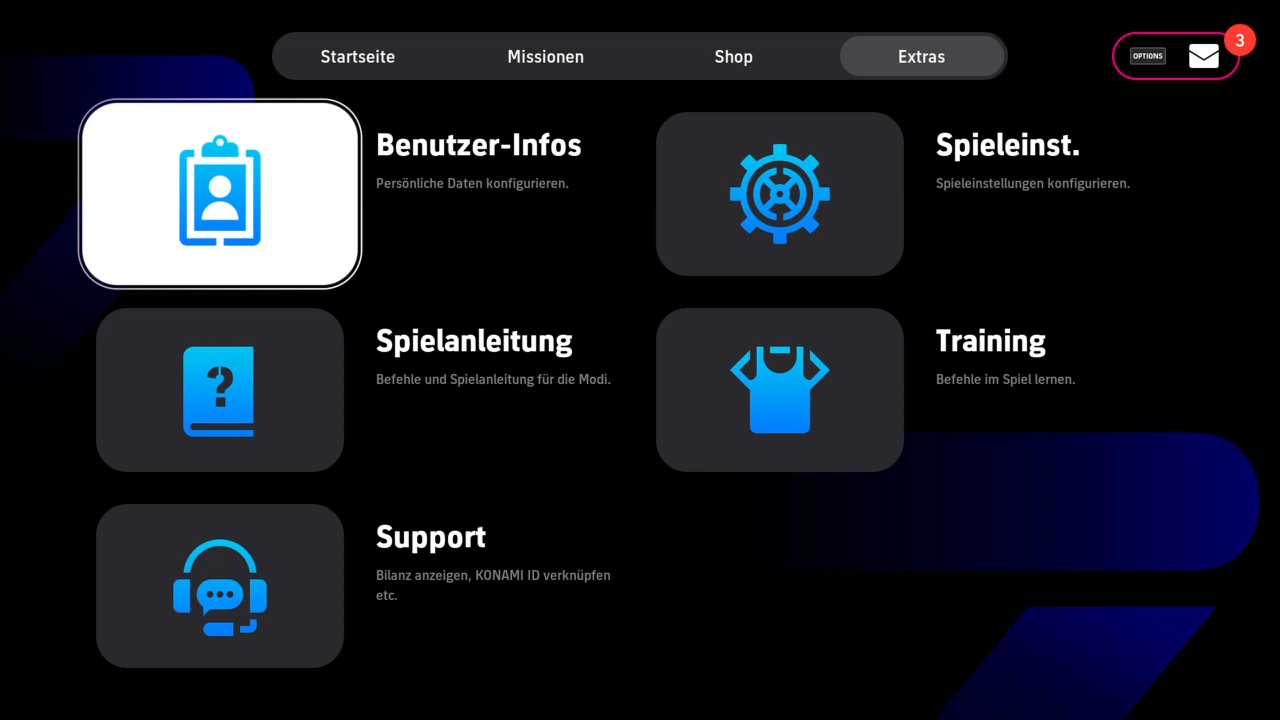 Startseite
Missionen
Shop
Extras
OPTIONS
3
Benutzer-Infos
Persönliche Daten konfigurieren.
Spieleinst.
Spieleinstellungen konfigurieren.
?
Spielanleitung
Befehle und Spielanleitung für die Modi.
Training
Befehle im Spiel lernen.
Support
Bilanz anzeigen, KONAMI ID verknüpfen
etc.